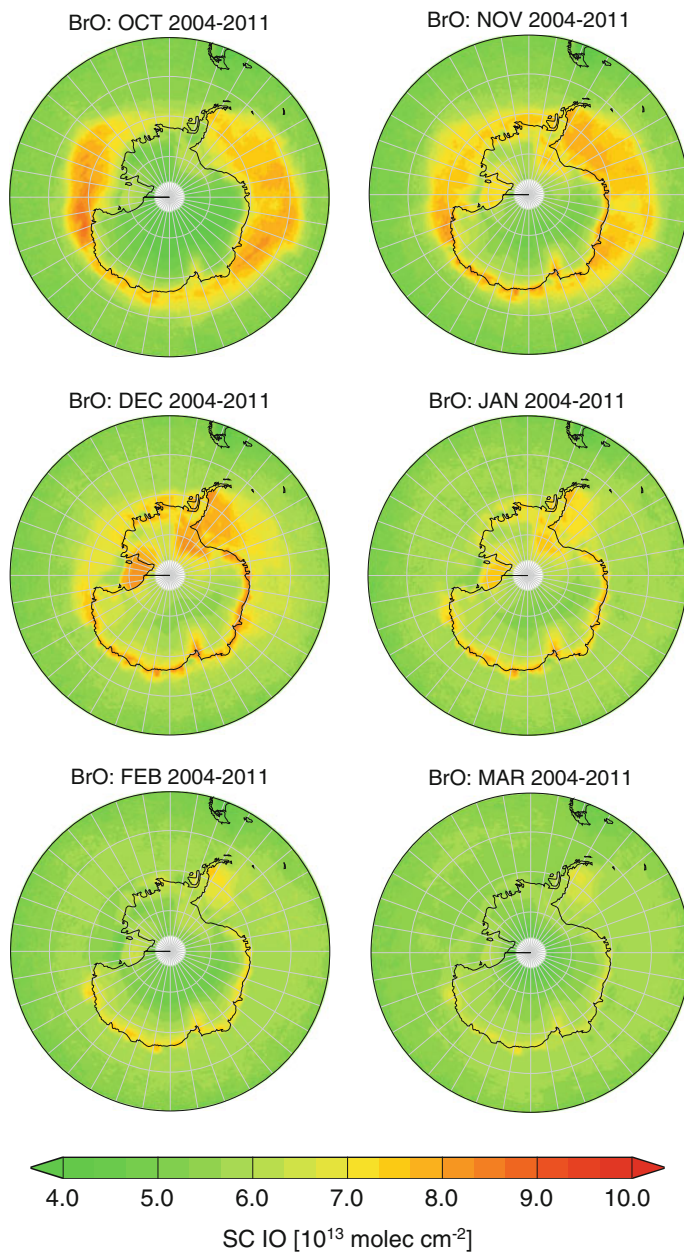 BrO: OCT 2004-2011
BrO: NOV 2004-2011
BrO: DEC 2004-2011
BrO: JAN 2004-2011
BrO: FEB 2004-2011
BrO: MAR 2004-2011
4.0 5.0 6.0 7.0 8.0 9.0 10.0
SC IO [10¹³ molec cm⁻²]